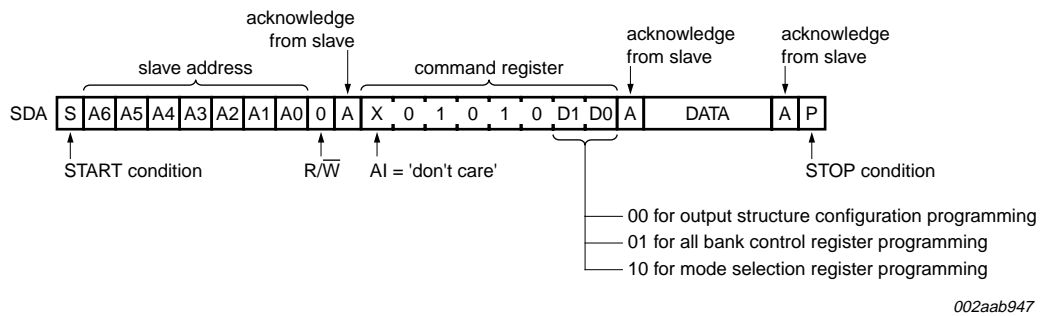 acknowledge
from slave
acknowledge
from slave
acknowledge
from slave
slave address
command register
SDA S A6 A5 A4 A3 A2 A1 A0 0 A X 0 1 0 1 0 D1 D0 A DATA A P
START condition
R/W̅
AI = 'don't care'
STOP condition
00 for output structure configuration programming
01 for all bank control register programming
10 for mode selection register programming
002aab947